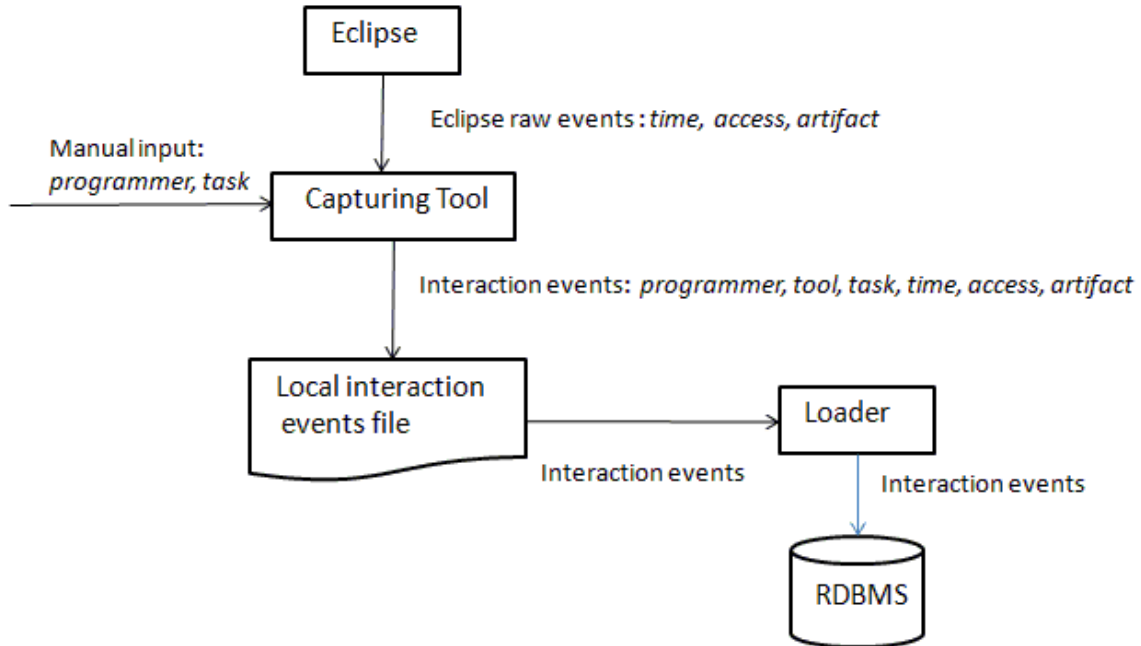 Eclipse
Eclipse raw events : time, access, artifact
Manual input:
programmer, task
Capturing Tool
Interaction events: programmer, tool, task, time, access, artifact
Local interaction
events file
Loader
Interaction events
Interaction events
RDBMS